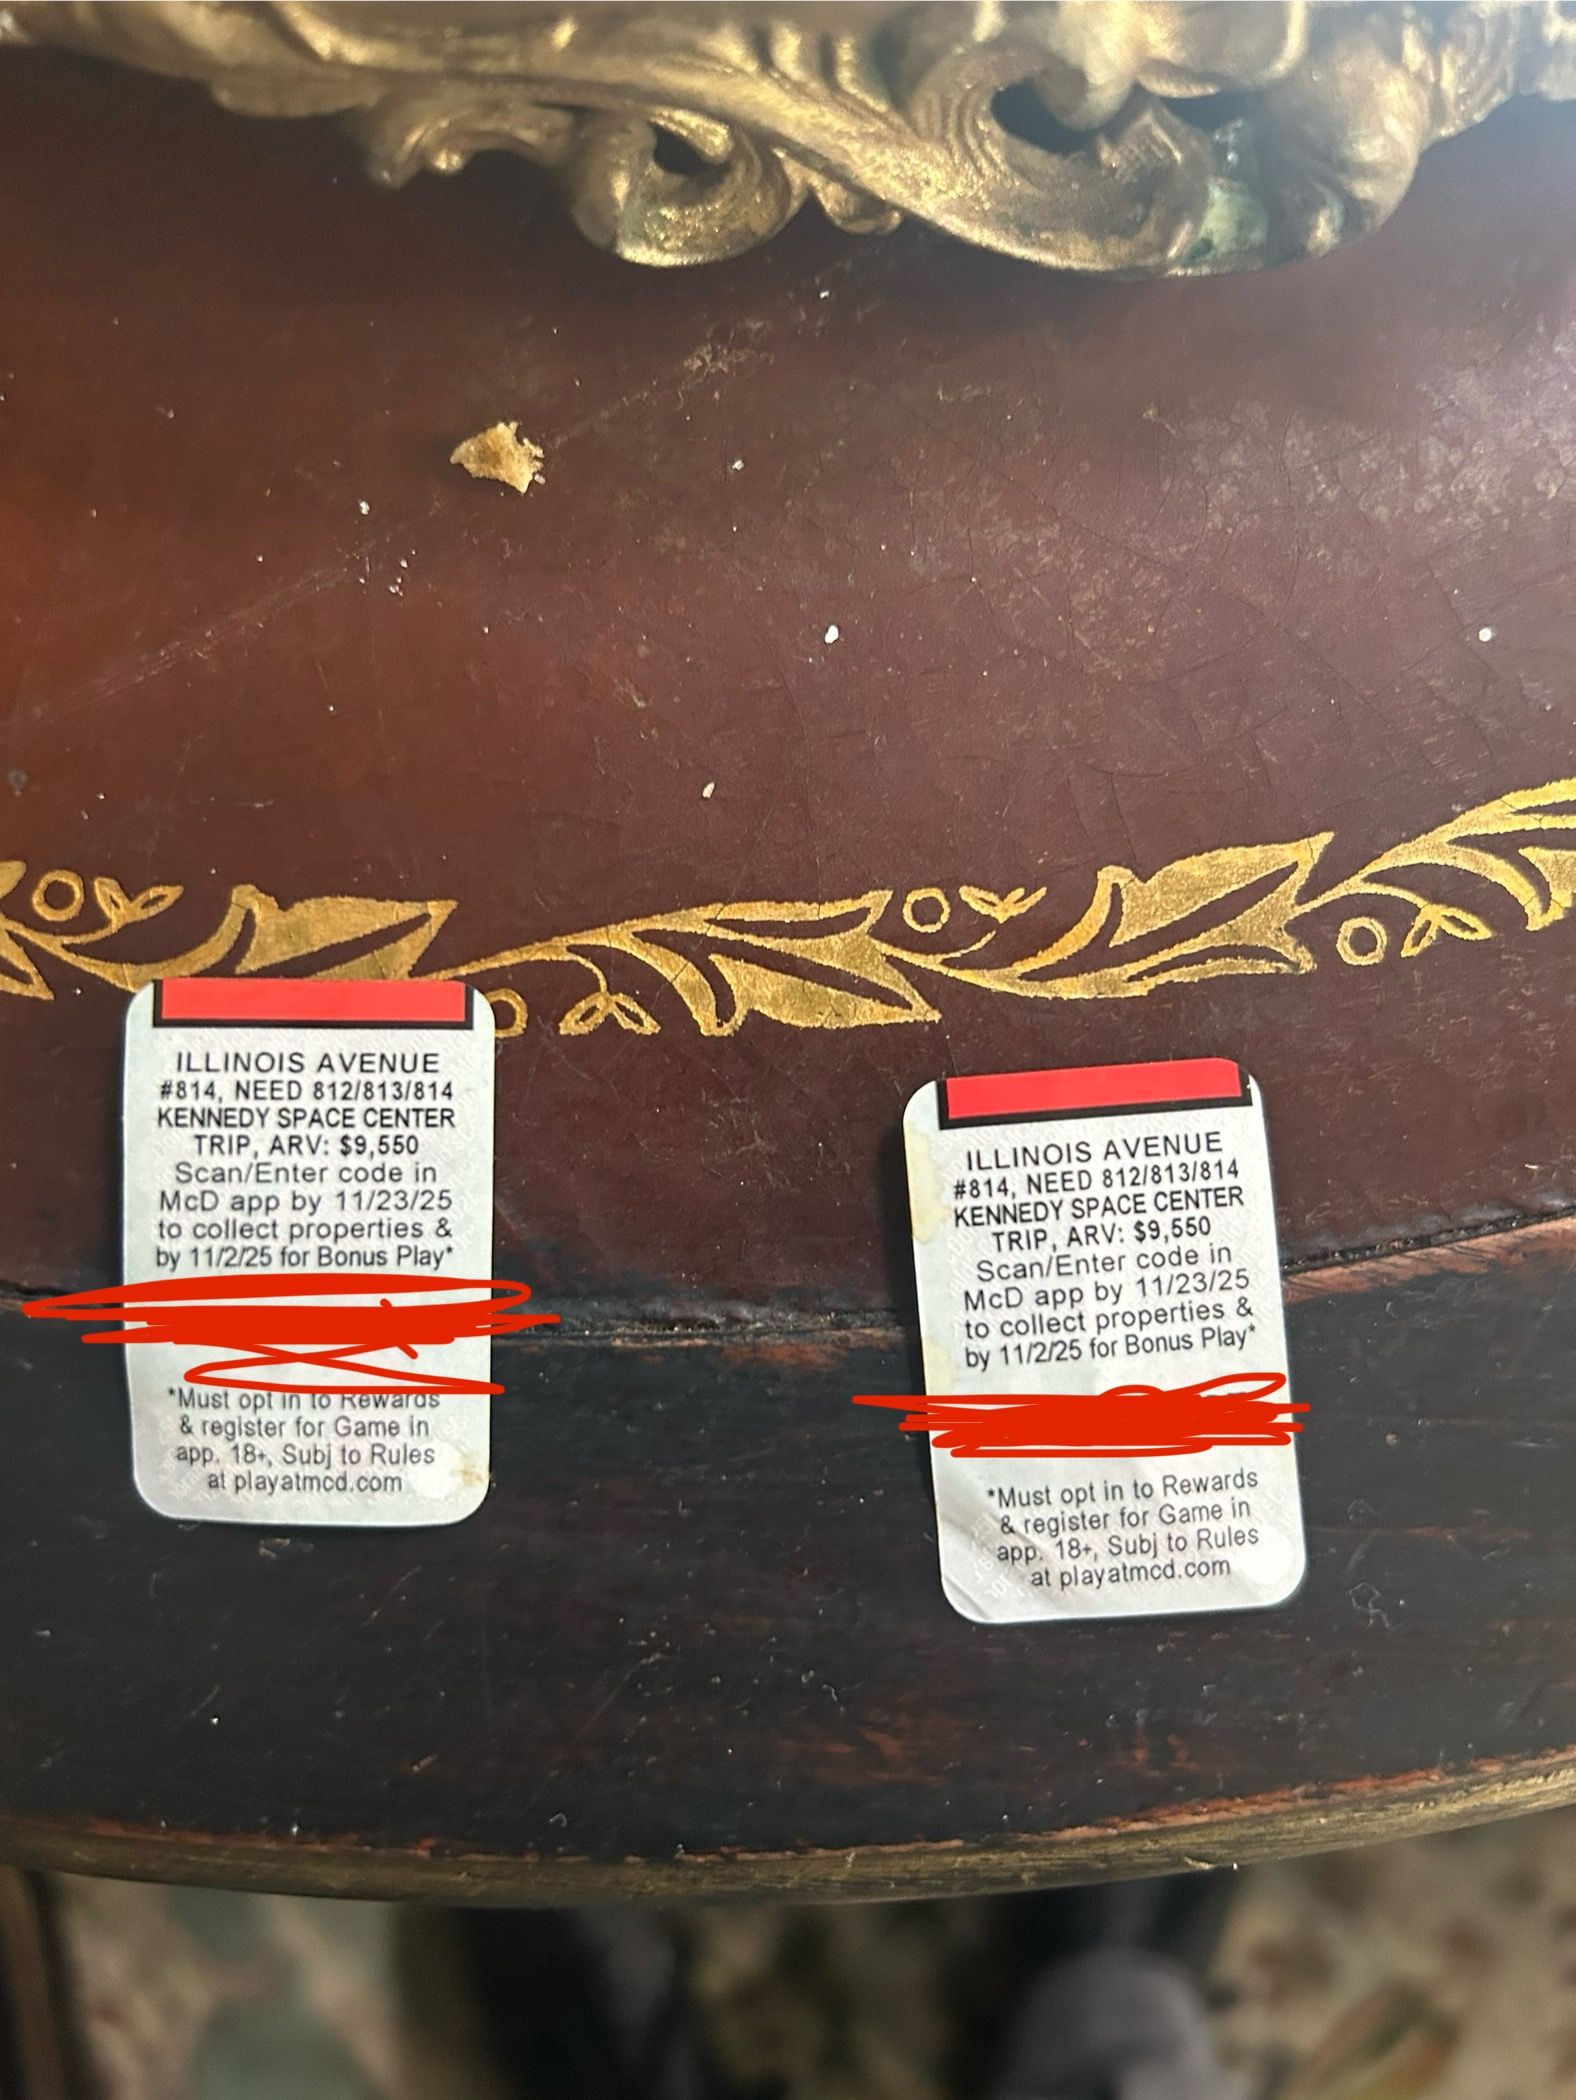 ILLINOIS AVENUE
#814, NEED 812/813/814
KENNEDY SPACE CENTER
TRIP, ARV: $9,550
Scan/Enter code in
McD app by 11/23/25
to collect properties &
by 11/2/25 for Bonus Play*
*Must opt in to Rewards
& register for Game in
app. 18+, Subj to Rules
at playatmcd.com
ILLINOIS AVENUE
#814, NEED 812/813/814
KENNEDY SPACE CENTER
TRIP, ARV: $9,550
Scan/Enter code in
McD app by 11/23/25
to collect properties &
by 11/2/25 for Bonus Play*
*Must opt in to Rewards
& register for Game in
app. 18+, Subj to Rules
at playatmcd.com